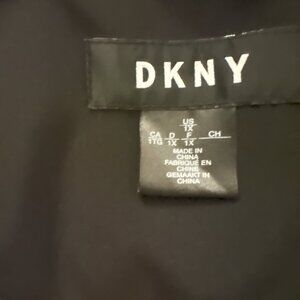 DKNY
US
1X
CA D F CH
1TG 1X 1X
MADE IN
CHINA
FABRIQUE EN
CHINE
GEMAAKT IN
CHINA